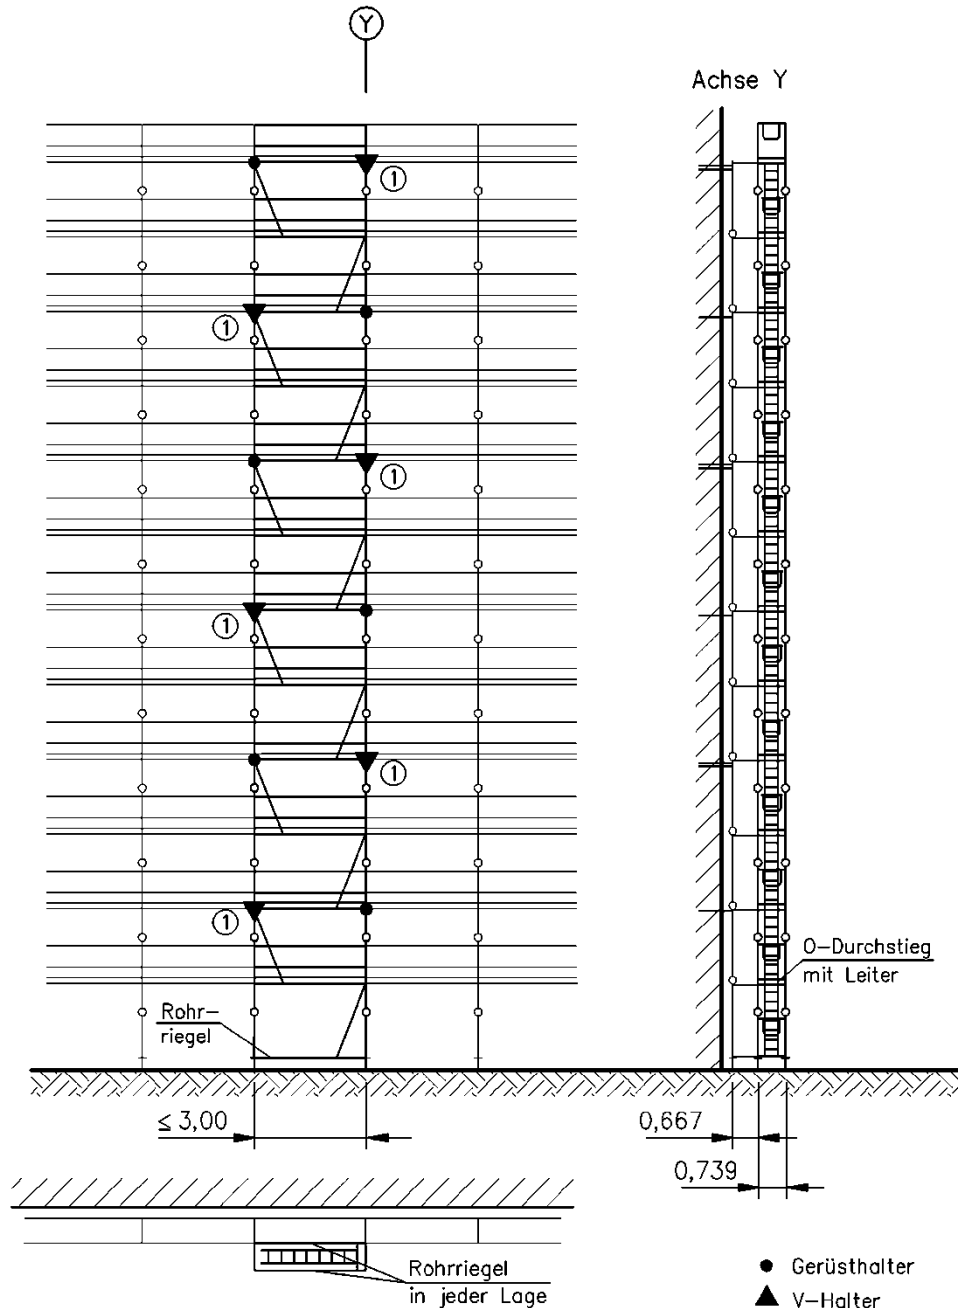 Y
Achse Y
1
1
1
1
1
1
O-Durchstieg
mit Leiter
Rohr-
riegel
≤ 3,00
0,667
0,739
Rohrriegel
in jeder Lage
Gerüsthalter
V-Halter